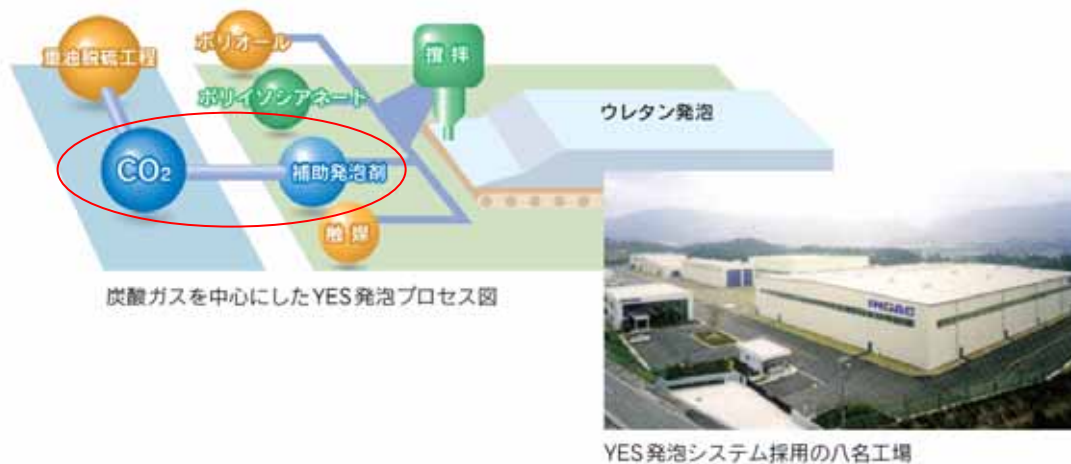 ポリオール
重油脱硫工程
攪拌
ポリイソシアネート
ウレタン発泡
CO₂
補助発泡剤
触媒
炭酸ガスを中心にしたYES発泡プロセス図
INOAC
YES発泡システム採用の八名工場